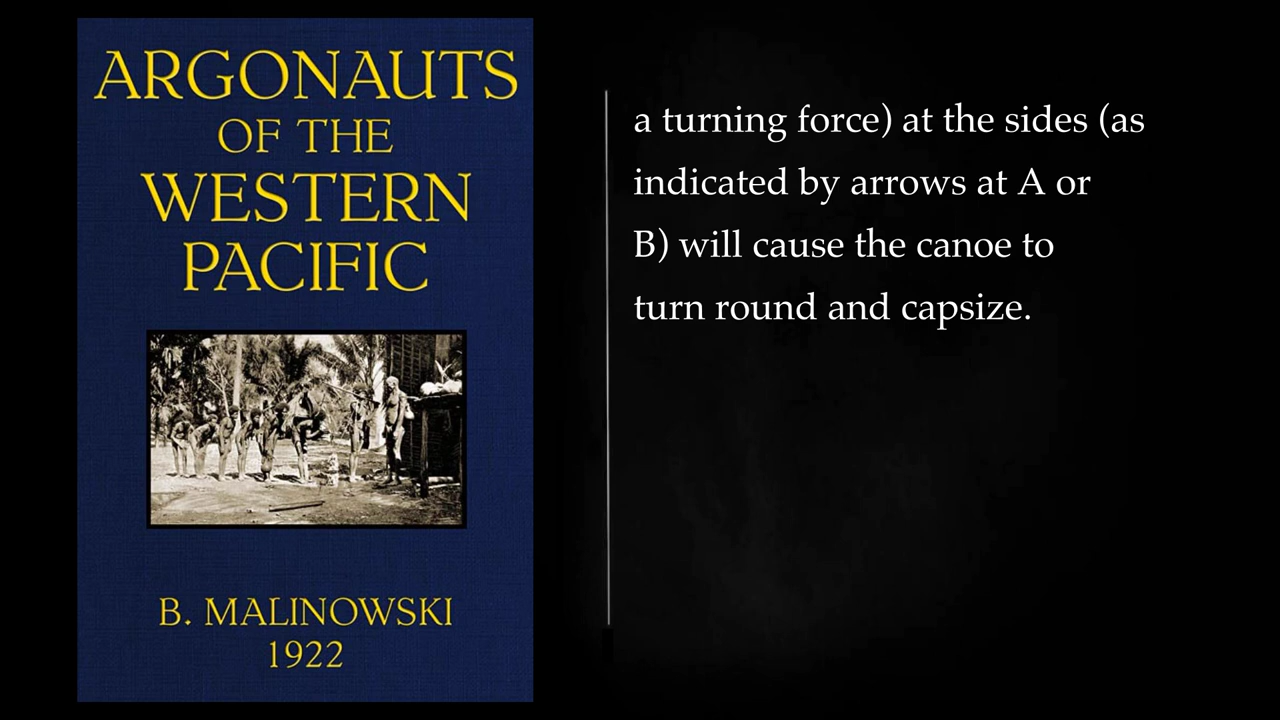 ARGONAUTS
OF THE
WESTERN
PACIFIC
B. MALINOWSKI
1922
a turning force) at the sides (as
indicated by arrows at A or
B) will cause the canoe to
turn round and capsize.